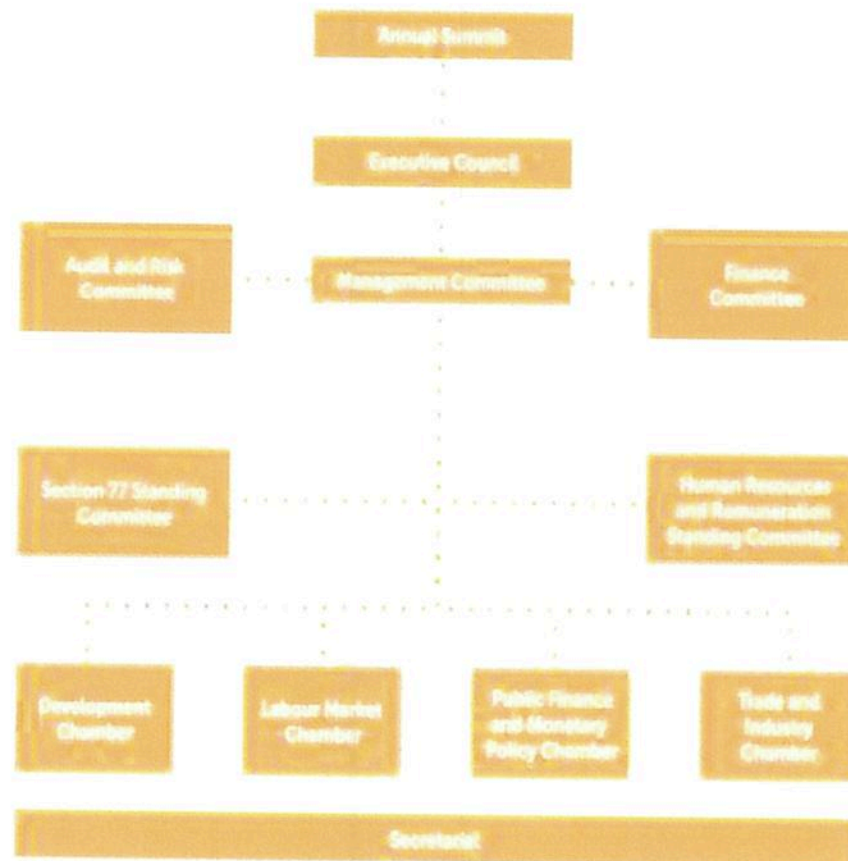 Annual Summit
Executive Council
Audit and Risk
Committee
Management Committee
Finance
Committee
Section 77 Standing
Committee
Human Resources
and Remuneration
Standing Committee
Development
Chamber
Labour Market
Chamber
Public Finance
and Monetary
Policy Chamber
Trade and
Industry
Chamber
Secretariat